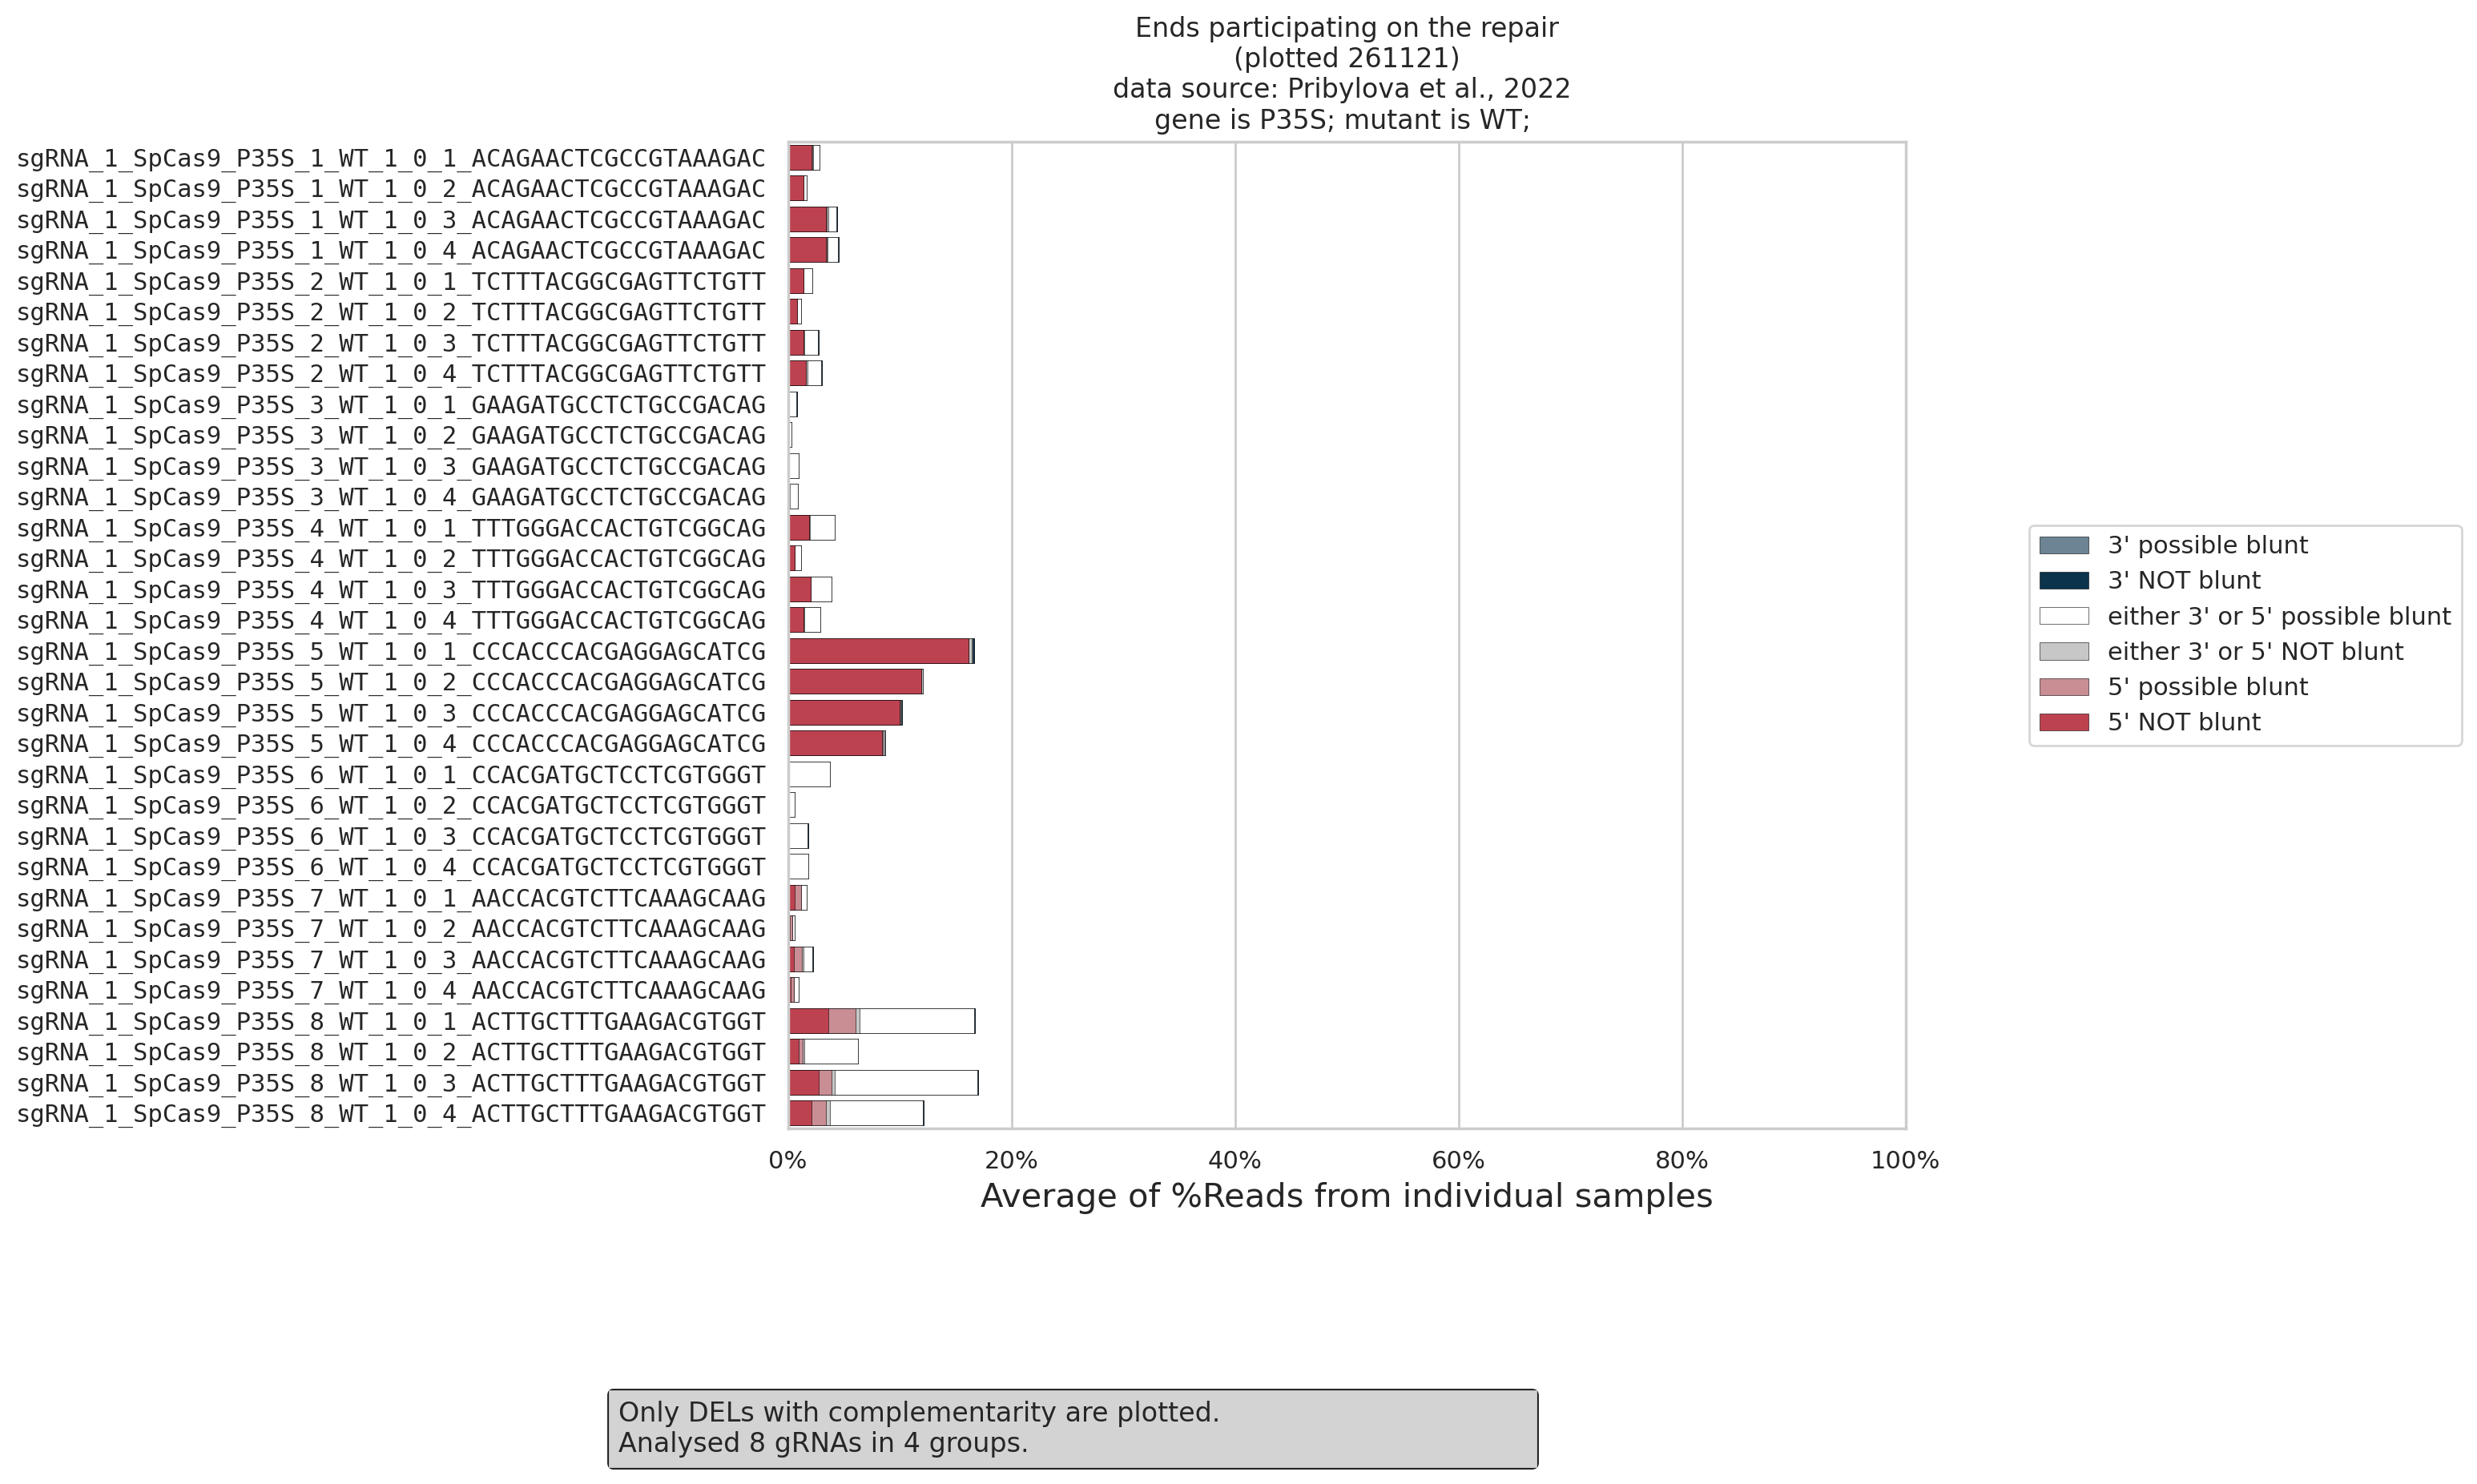 Ends participating on the repair
(plotted 261121)
data source: Pribylova et al., 2022
gene is P35S; mutant is WT;
sgRNA_1_SpCas9_P35S_1_WT_1_0_1_ACAGAACTCGCCGTAAAGAC
sgRNA_1_SpCas9_P35S_1_WT_1_0_2_ACAGAACTCGCCGTAAAGAC
sgRNA_1_SpCas9_P35S_1_WT_1_0_3_ACAGAACTCGCCGTAAAGAC
sgRNA_1_SpCas9_P35S_1_WT_1_0_4_ACAGAACTCGCCGTAAAGAC
sgRNA_1_SpCas9_P35S_2_WT_1_0_1_TCTTTACGGCGAGTTCTGTT
sgRNA_1_SpCas9_P35S_2_WT_1_0_2_TCTTTACGGCGAGTTCTGTT
sgRNA_1_SpCas9_P35S_2_WT_1_0_3_TCTTTACGGCGAGTTCTGTT
sgRNA_1_SpCas9_P35S_2_WT_1_0_4_TCTTTACGGCGAGTTCTGTT
sgRNA_1_SpCas9_P35S_3_WT_1_0_1_GAAGATGCCTCTGCCGACAG
sgRNA_1_SpCas9_P35S_3_WT_1_0_2_GAAGATGCCTCTGCCGACAG
sgRNA_1_SpCas9_P35S_3_WT_1_0_3_GAAGATGCCTCTGCCGACAG
sgRNA_1_SpCas9_P35S_3_WT_1_0_4_GAAGATGCCTCTGCCGACAG
sgRNA_1_SpCas9_P35S_4_WT_1_0_1_TTTGGGACCACTGTCGGCAG
sgRNA_1_SpCas9_P35S_4_WT_1_0_2_TTTGGGACCACTGTCGGCAG
sgRNA_1_SpCas9_P35S_4_WT_1_0_3_TTTGGGACCACTGTCGGCAG
sgRNA_1_SpCas9_P35S_4_WT_1_0_4_TTTGGGACCACTGTCGGCAG
sgRNA_1_SpCas9_P35S_5_WT_1_0_1_CCCACCCACGAGGAGCATCG
sgRNA_1_SpCas9_P35S_5_WT_1_0_2_CCCACCCACGAGGAGCATCG
sgRNA_1_SpCas9_P35S_5_WT_1_0_3_CCCACCCACGAGGAGCATCG
sgRNA_1_SpCas9_P35S_5_WT_1_0_4_CCCACCCACGAGGAGCATCG
sgRNA_1_SpCas9_P35S_6_WT_1_0_1_CCACGATGCTCCTCGTGGGT
sgRNA_1_SpCas9_P35S_6_WT_1_0_2_CCACGATGCTCCTCGTGGGT
sgRNA_1_SpCas9_P35S_6_WT_1_0_3_CCACGATGCTCCTCGTGGGT
sgRNA_1_SpCas9_P35S_6_WT_1_0_4_CCACGATGCTCCTCGTGGGT
sgRNA_1_SpCas9_P35S_7_WT_1_0_1_AACCACGTCTTCAAAGCAAG
sgRNA_1_SpCas9_P35S_7_WT_1_0_2_AACCACGTCTTCAAAGCAAG
sgRNA_1_SpCas9_P35S_7_WT_1_0_3_AACCACGTCTTCAAAGCAAG
sgRNA_1_SpCas9_P35S_7_WT_1_0_4_AACCACGTCTTCAAAGCAAG
sgRNA_1_SpCas9_P35S_8_WT_1_0_1_ACTTGCTTTGAAGACGTGGT
sgRNA_1_SpCas9_P35S_8_WT_1_0_2_ACTTGCTTTGAAGACGTGGT
sgRNA_1_SpCas9_P35S_8_WT_1_0_3_ACTTGCTTTGAAGACGTGGT
sgRNA_1_SpCas9_P35S_8_WT_1_0_4_ACTTGCTTTGAAGACGTGGT
3' possible blunt
3' NOT blunt
either 3' or 5' possible blunt
either 3' or 5' NOT blunt
5' possible blunt
5' NOT blunt
0% 20% 40% 60% 80% 100%
Average of %Reads from individual samples
Only DELs with complementarity are plotted.
Analysed 8 gRNAs in 4 groups.